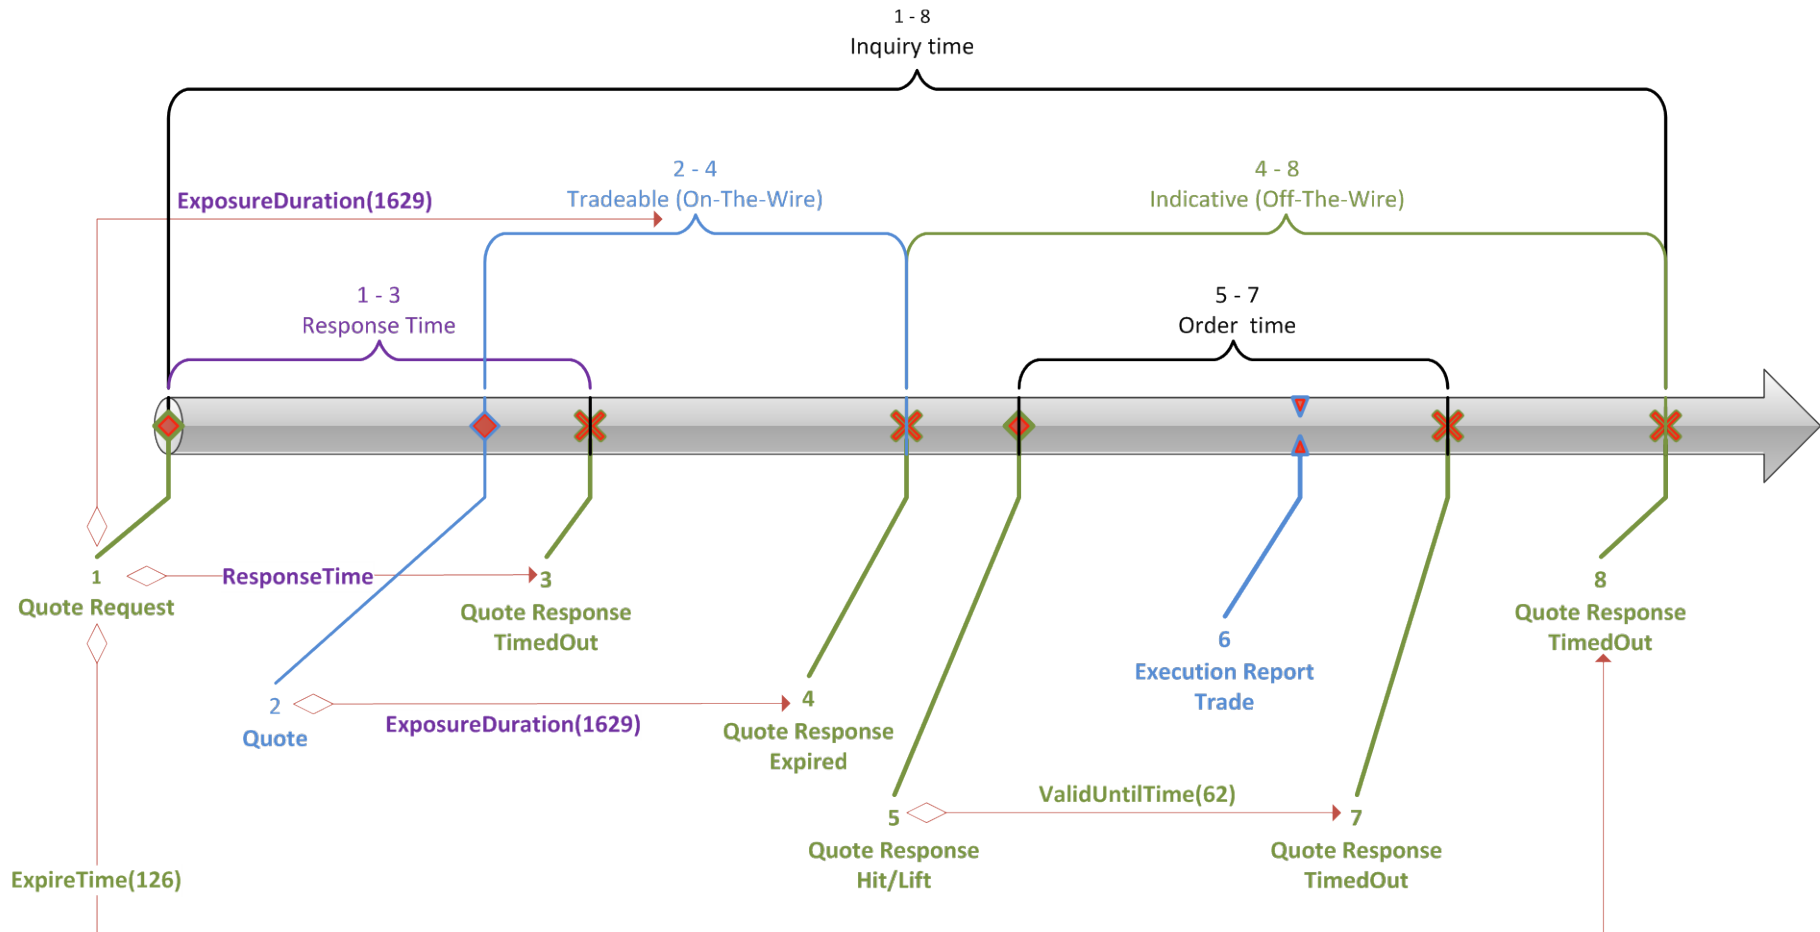 1 - 8
Inquiry time
2 - 4
Tradeable (On-The-Wire)
4 - 8
Indicative (Off-The-Wire)
ExposureDuration(1629)
1 - 3
Response Time
5 - 7
Order  time
1
Quote Request
ResponseTime
3
Quote Response
TimedOut
8
Quote Response
TimedOut
6
Execution Report
Trade
2
Quote
ExposureDuration(1629)
4
Quote Response
Expired
5
Quote Response
Hit/Lift
ValidUntilTime(62)
7
Quote Response
TimedOut
ExpireTime(126)